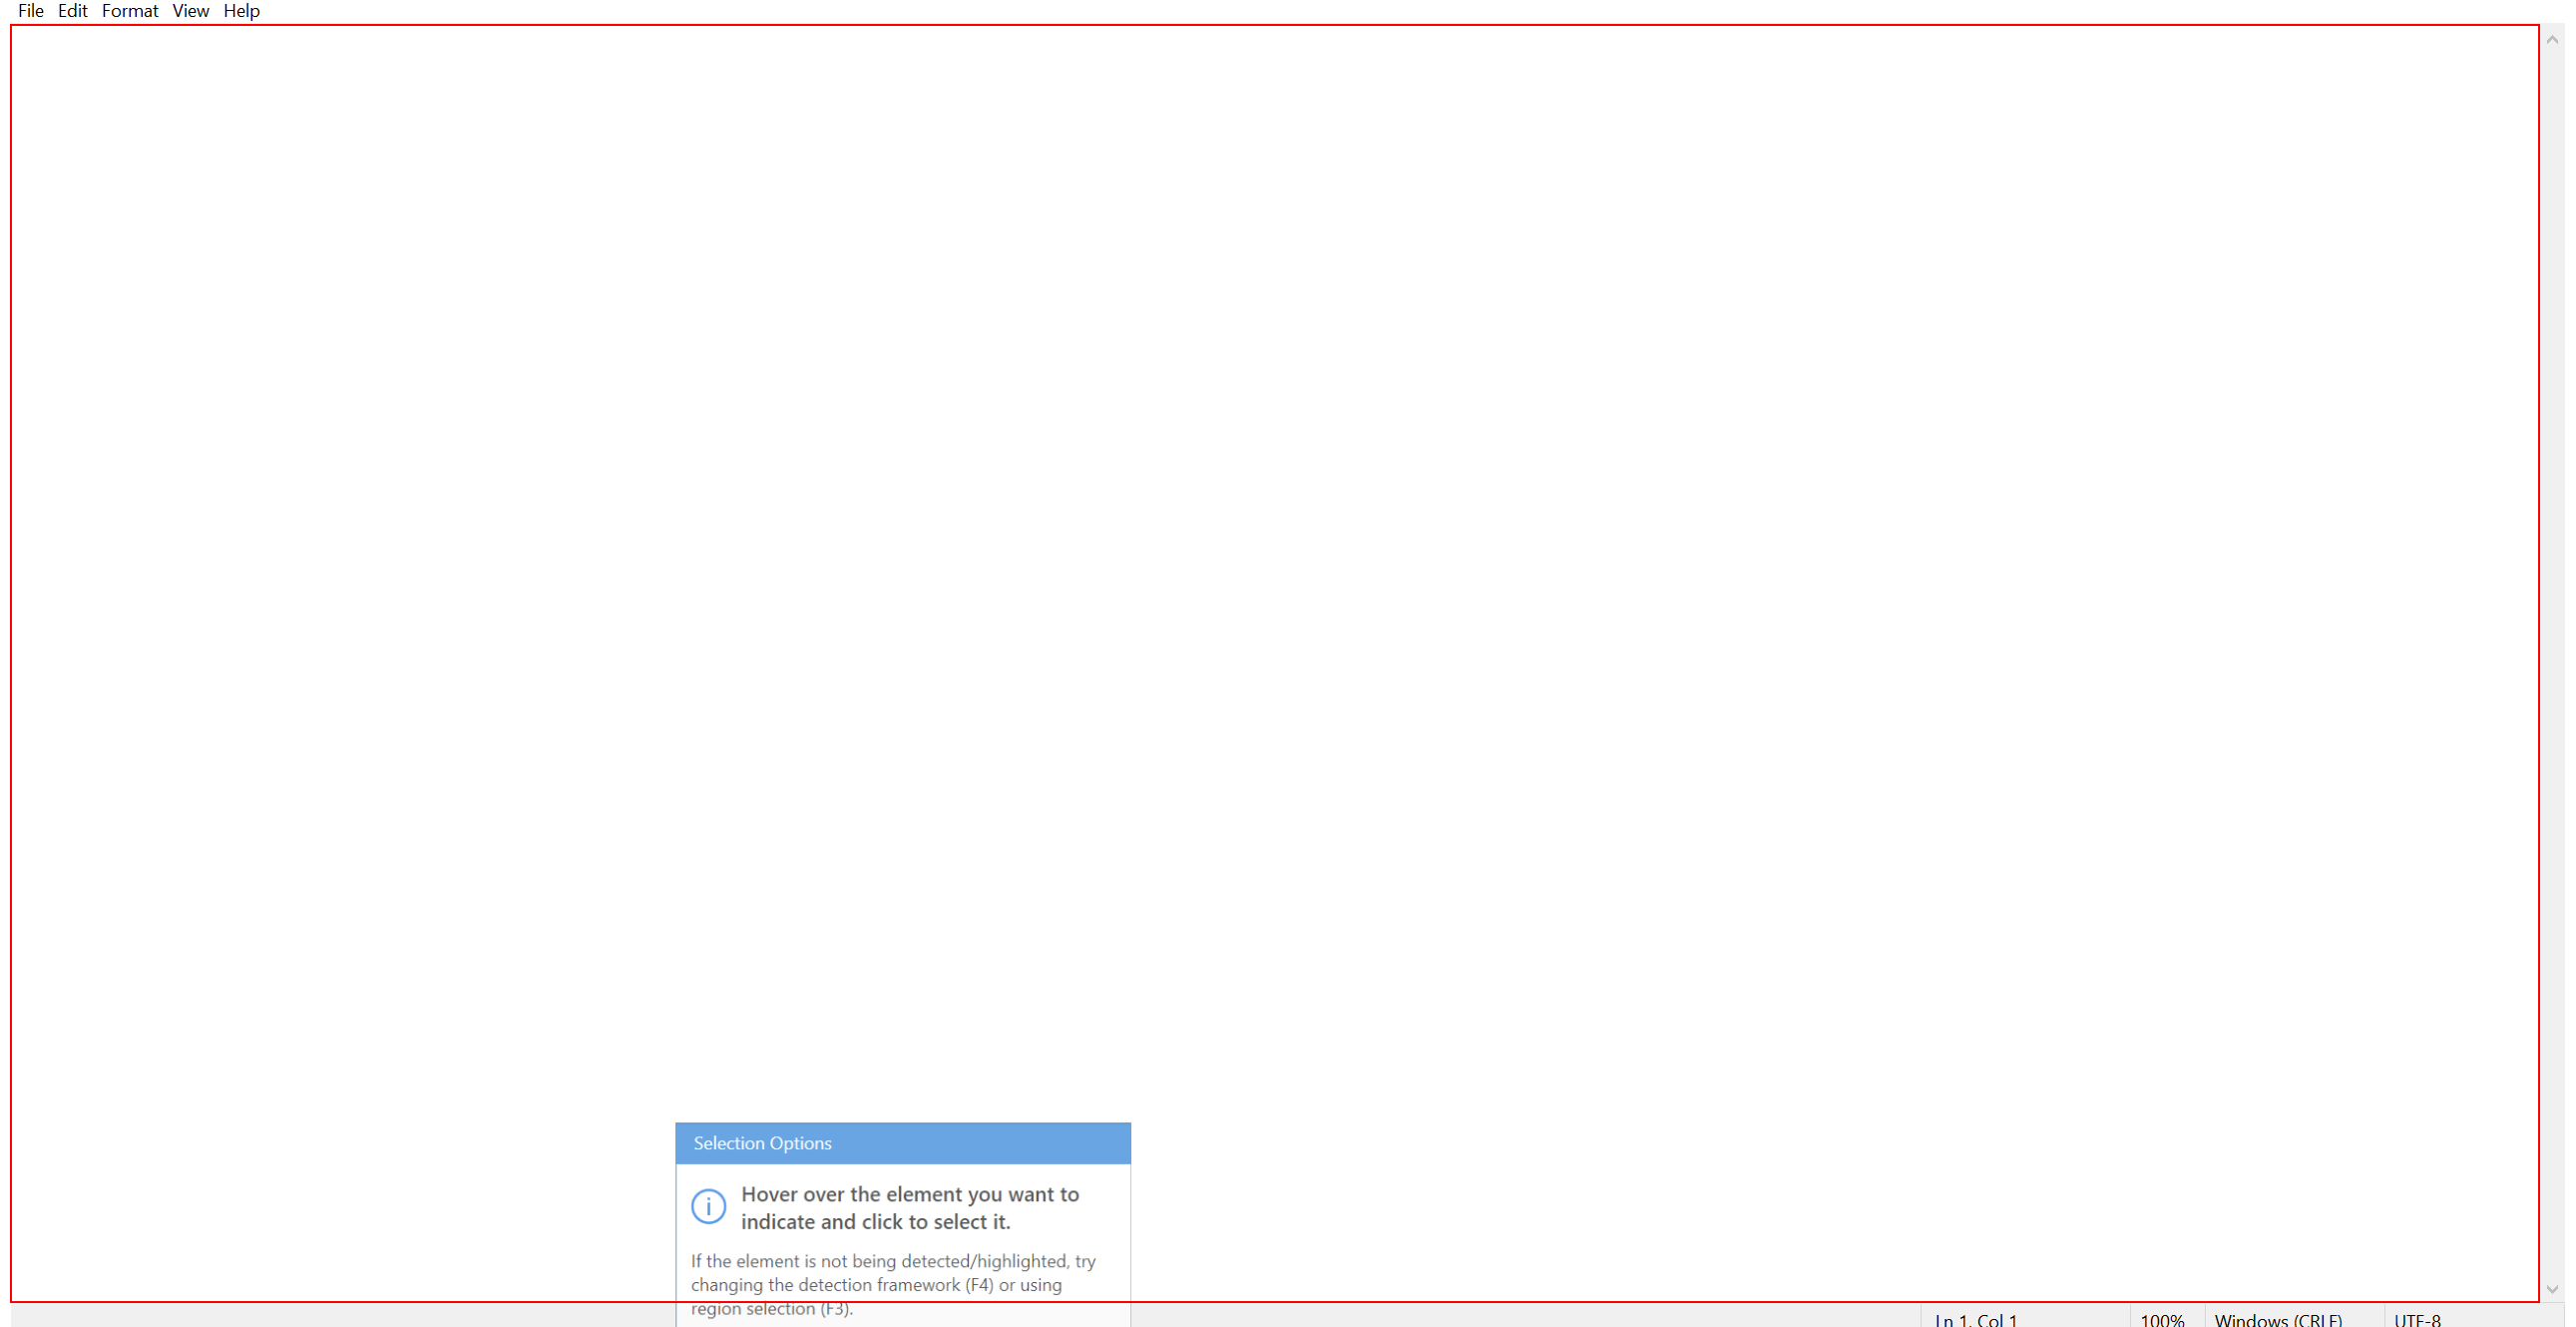 File Edit Format View Help
Selection Options
Hover over the element you want to
indicate and click to select it.
If the element is not being detected/highlighted, try
changing the detection framework (F4) or using
region selection (F3).
Ln 1, Col 1 100% Windows (CRLF) UTF-8